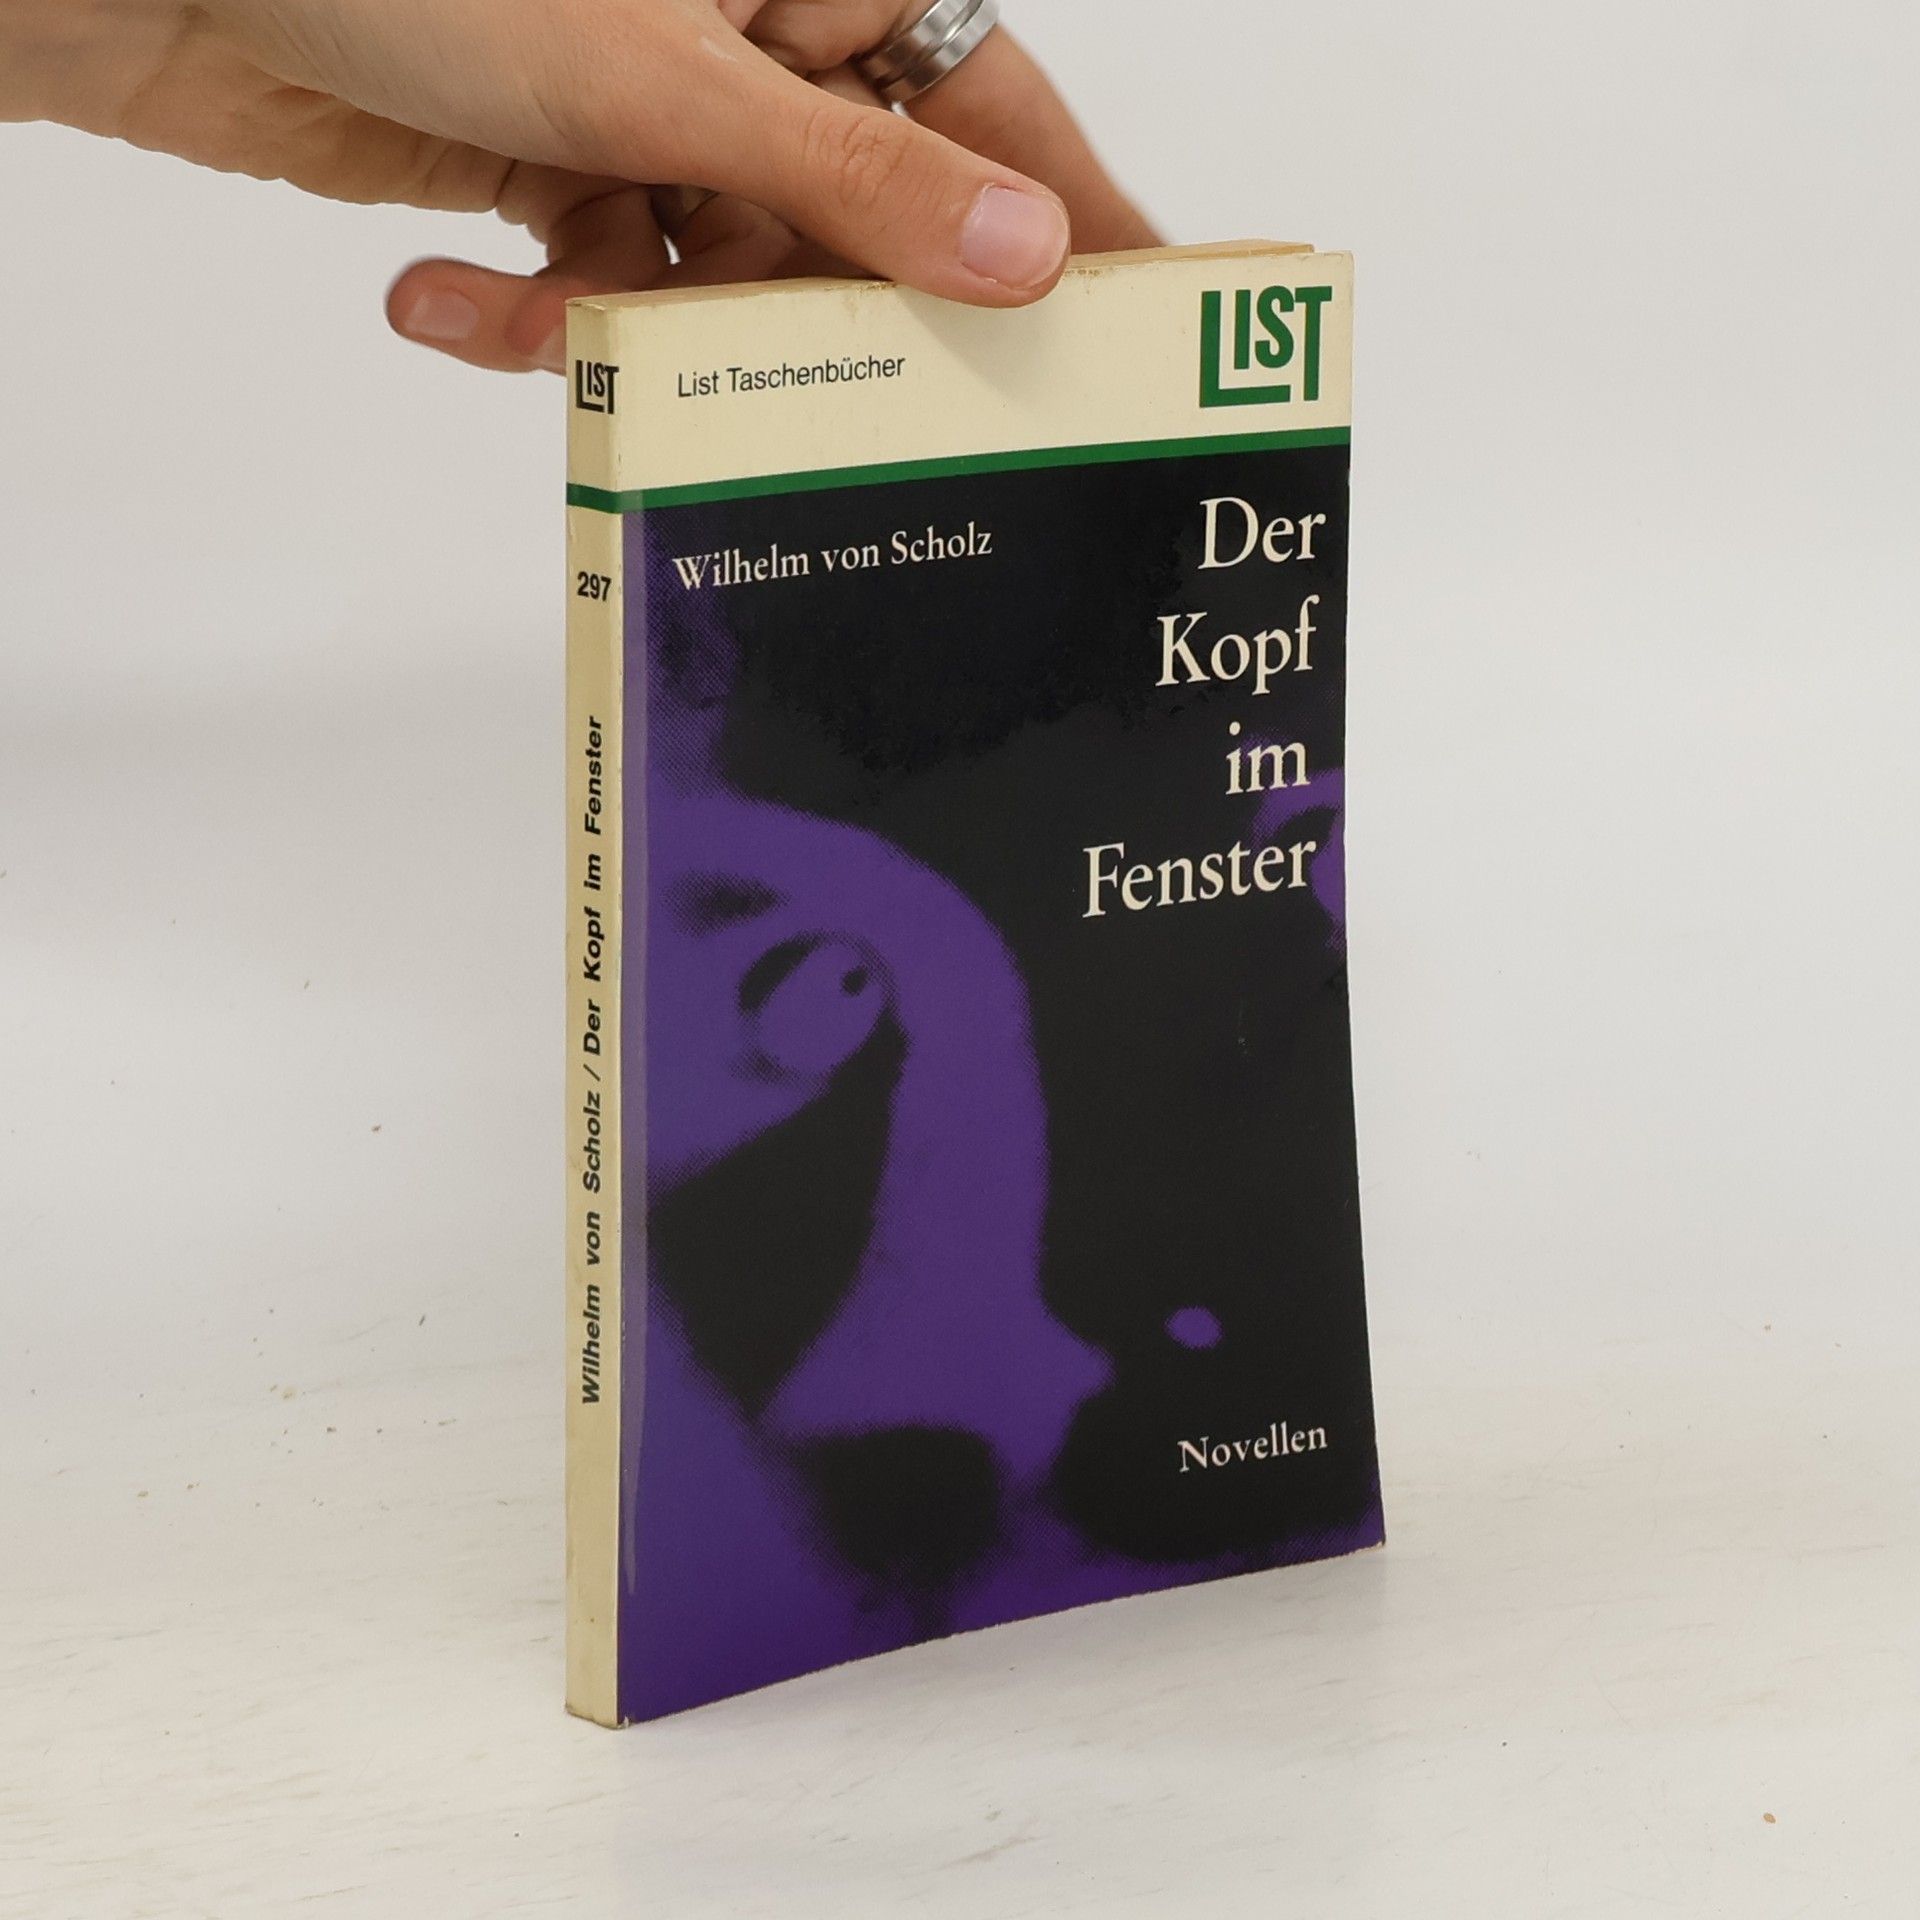 LIST
List Taschenbücher
LIST
297
Wilhelm von Scholz / Der Kopf im Fenster
Wilhelm von Scholz
Der
Kopf
im
Fenster
Novellen